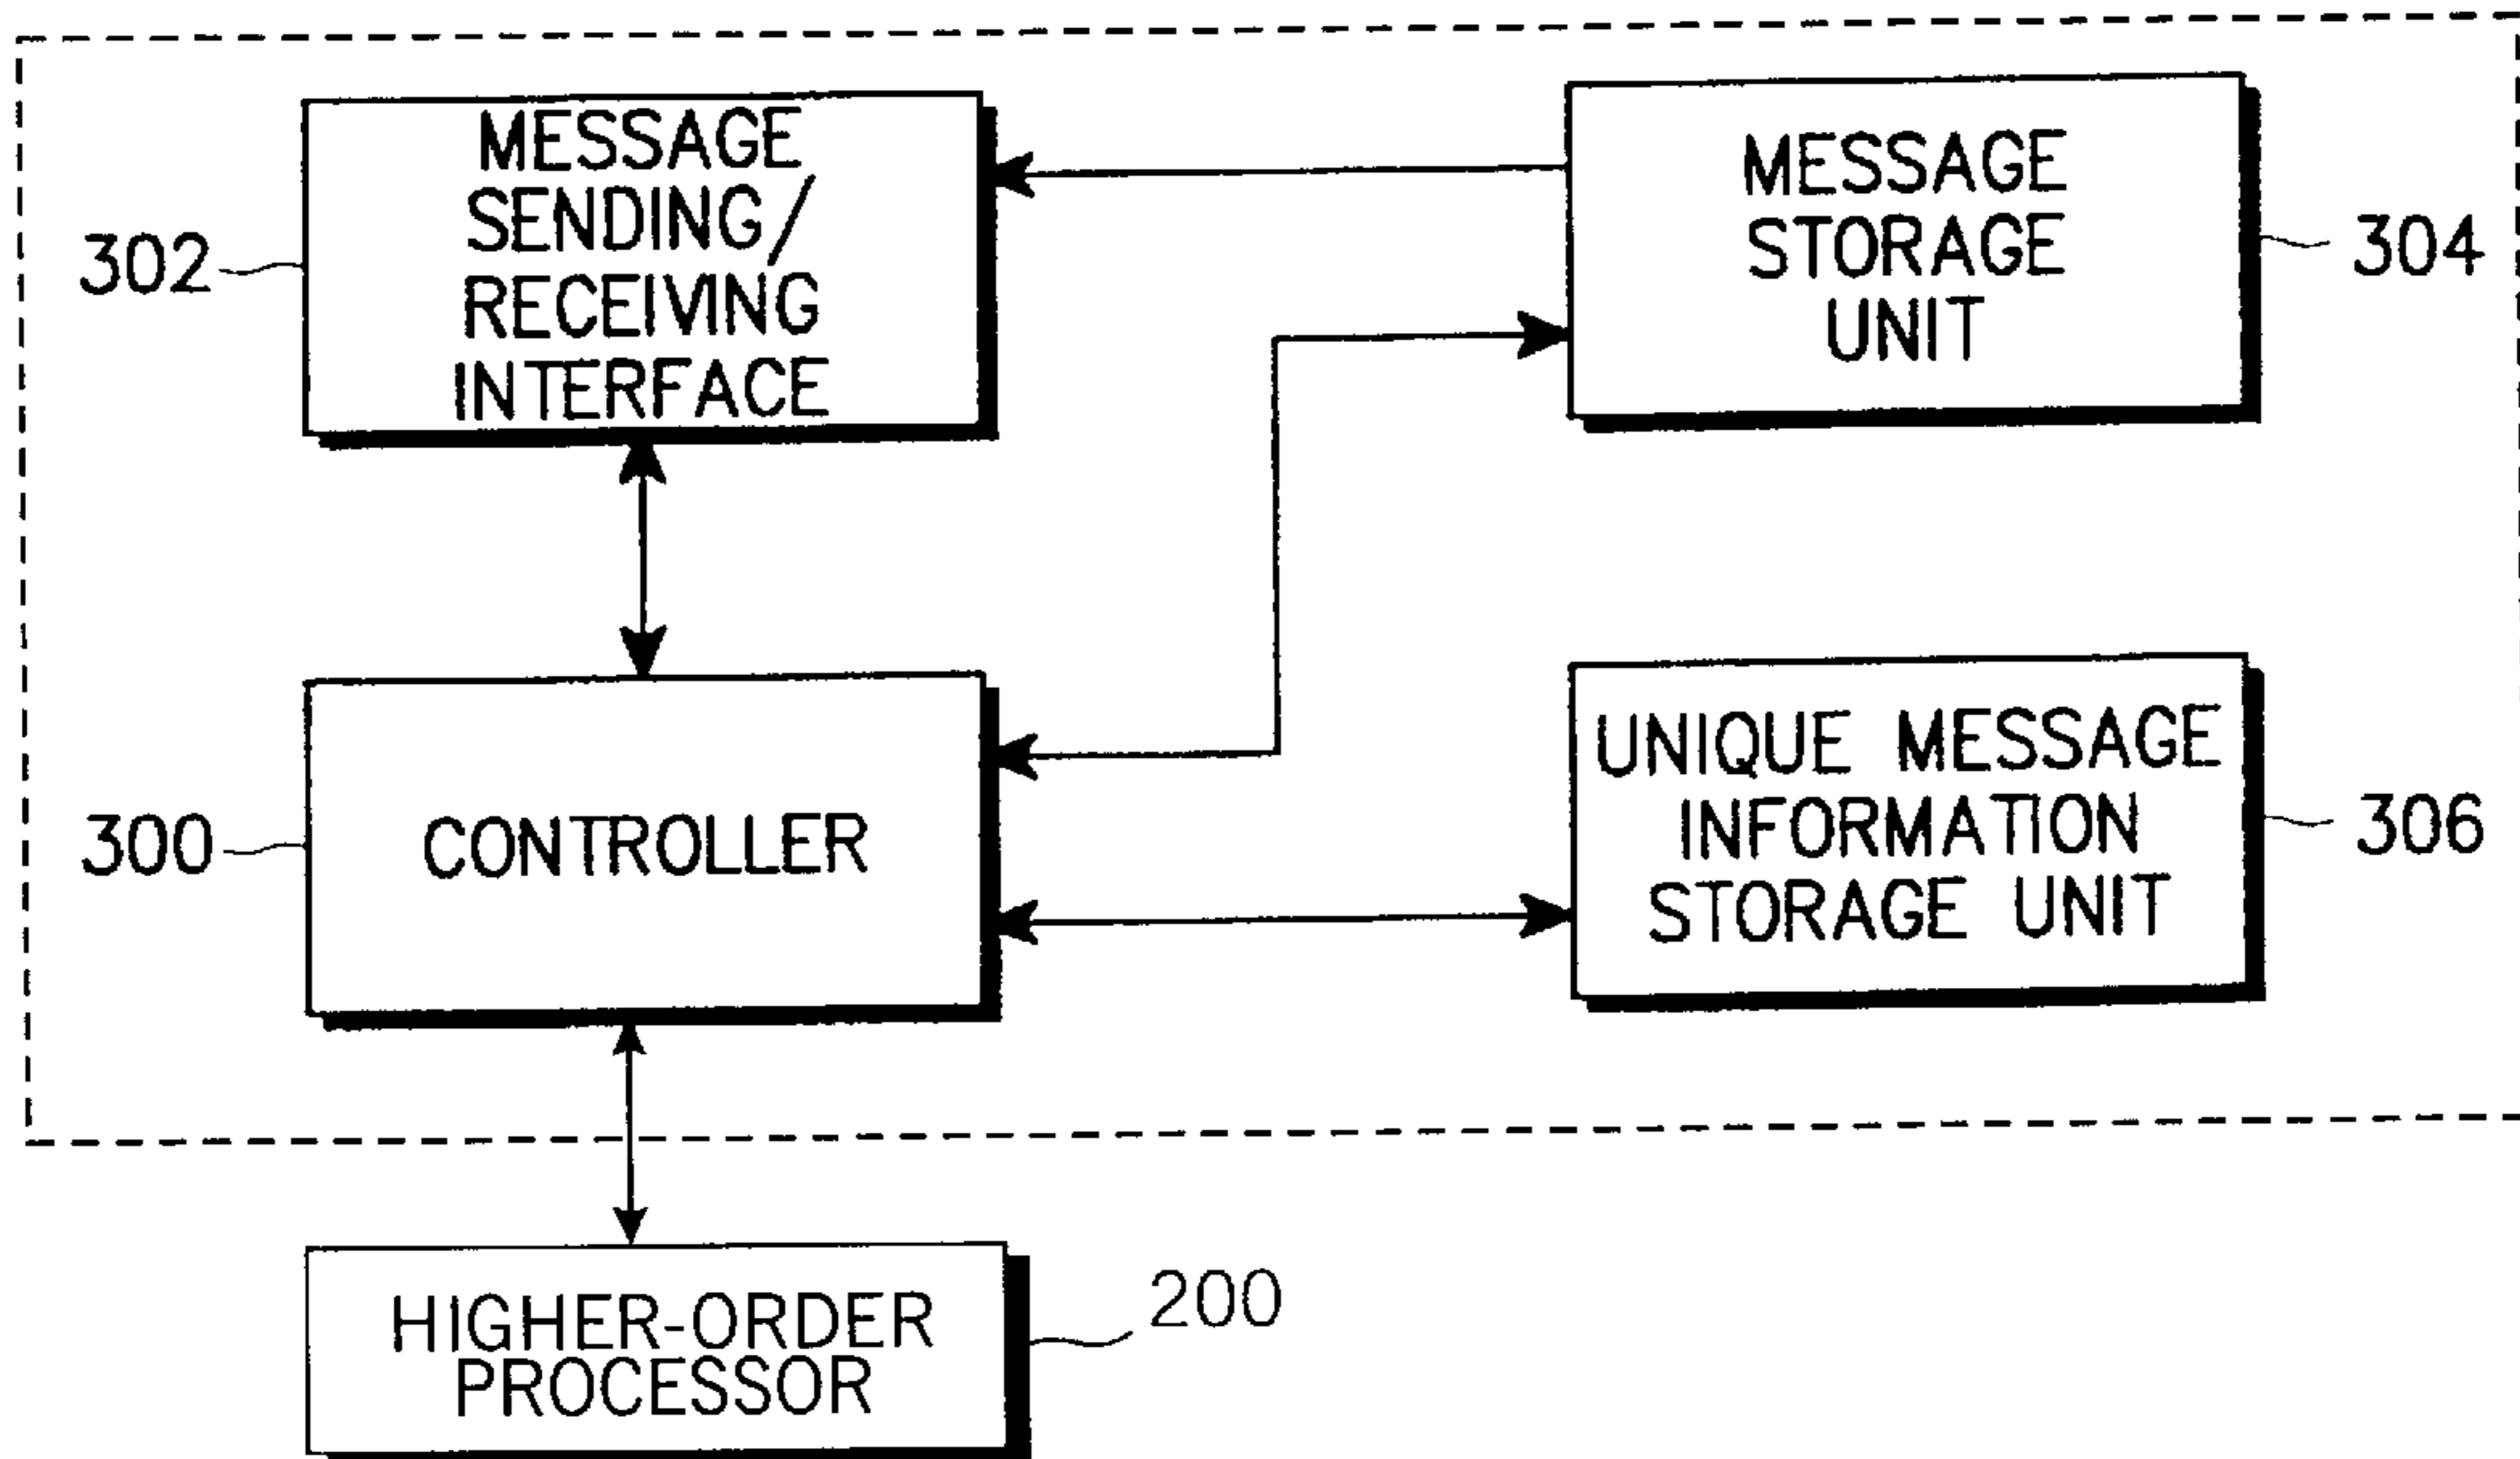 MESSAGE
SENDING/
RECEIVING
INTERFACE
302
MESSAGE
STORAGE
UNIT
304
CONTROLLER
300
UNIQUE MESSAGE
INFORMATION
STORAGE UNIT
306
HIGHER-ORDER
PROCESSOR
200